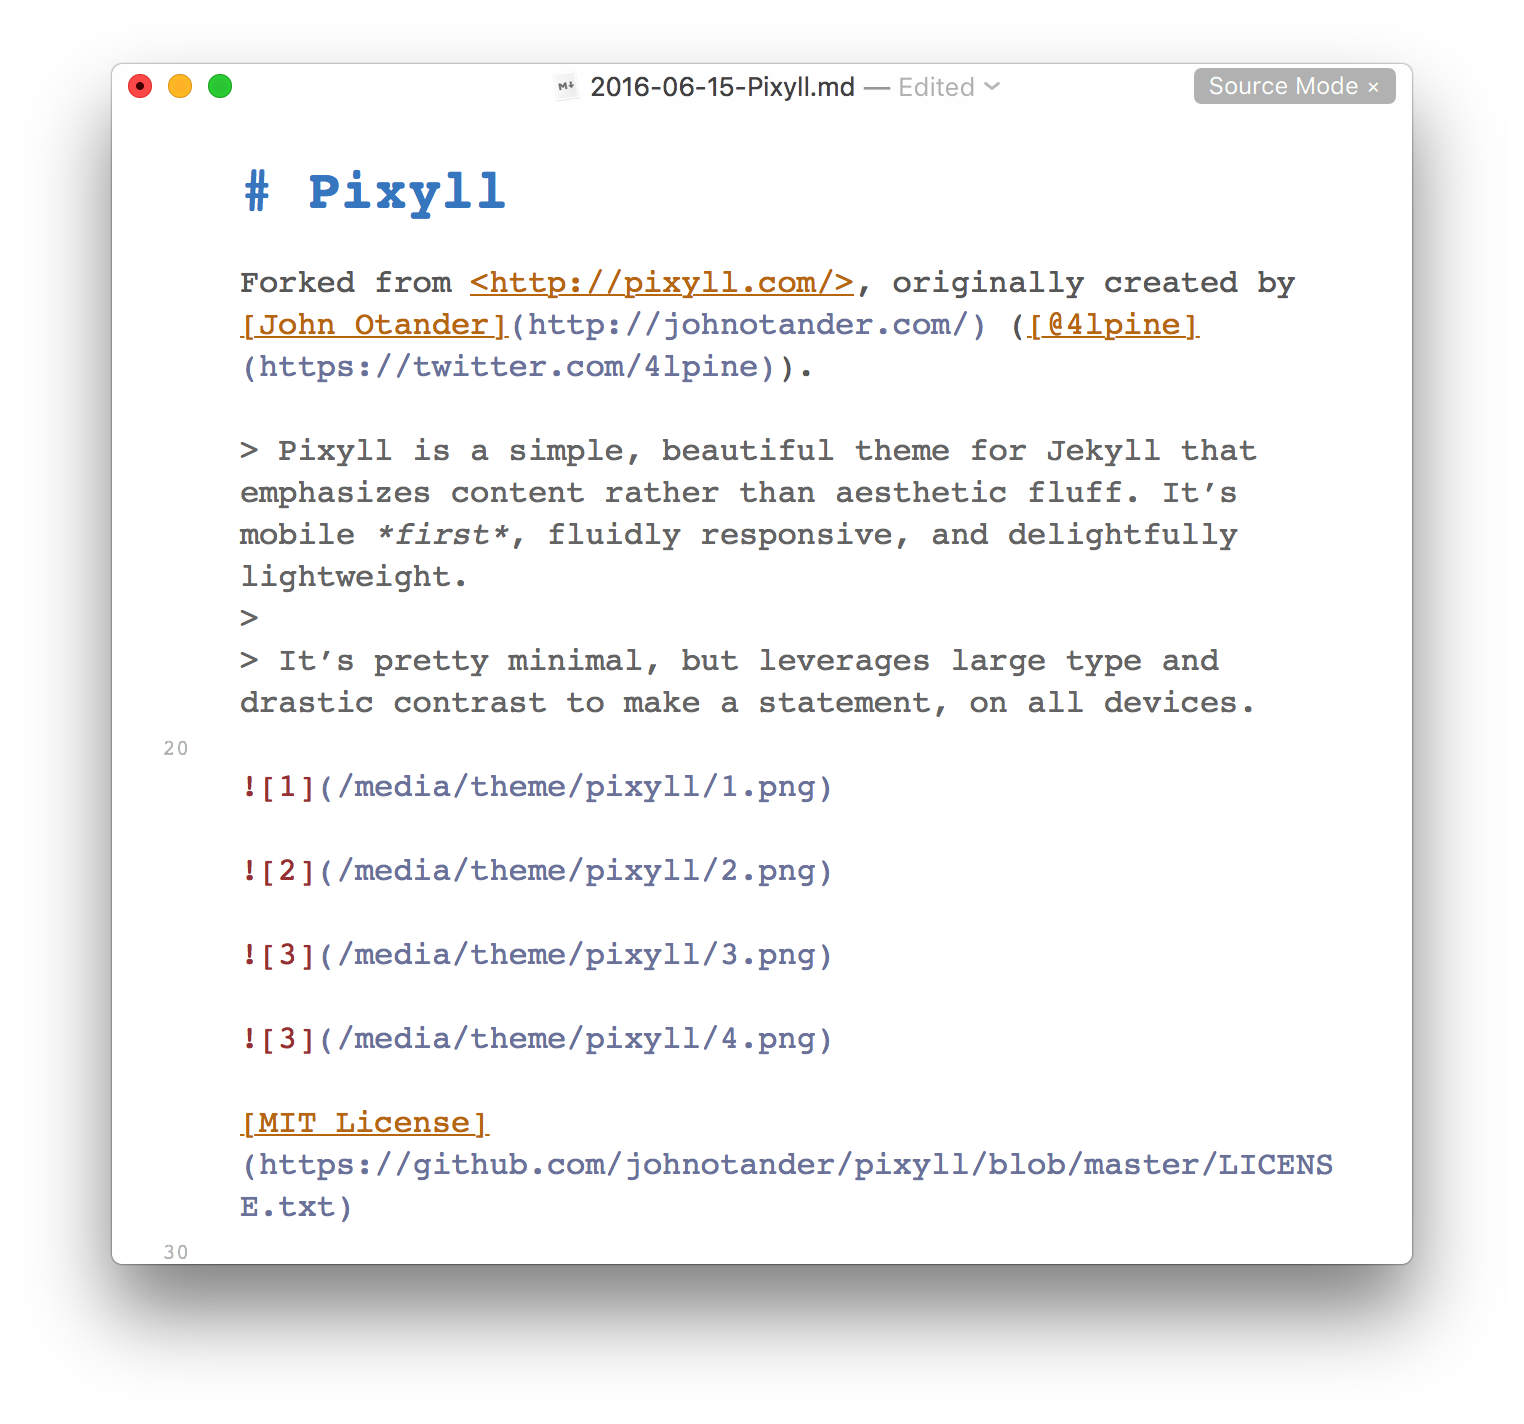 2016-06-15-Pixyll.md — Edited
Source Mode ×
# Pixyll
Forked from <http://pixyll.com/>, originally created by
[John Otander](http://johnotander.com/) ([@4lpine]
(https://twitter.com/4lpine)).
> Pixyll is a simple, beautiful theme for Jekyll that
emphasizes content rather than aesthetic fluff. It’s
mobile *first*, fluidly responsive, and delightfully
lightweight.
>
> It’s pretty minimal, but leverages large type and
drastic contrast to make a statement, on all devices.
20
![1](/media/theme/pixyll/1.png)
![2](/media/theme/pixyll/2.png)
![3](/media/theme/pixyll/3.png)
![3](/media/theme/pixyll/4.png)
[MIT License]
(https://github.com/johnotander/pixyll/blob/master/LICENS
E.txt)
30